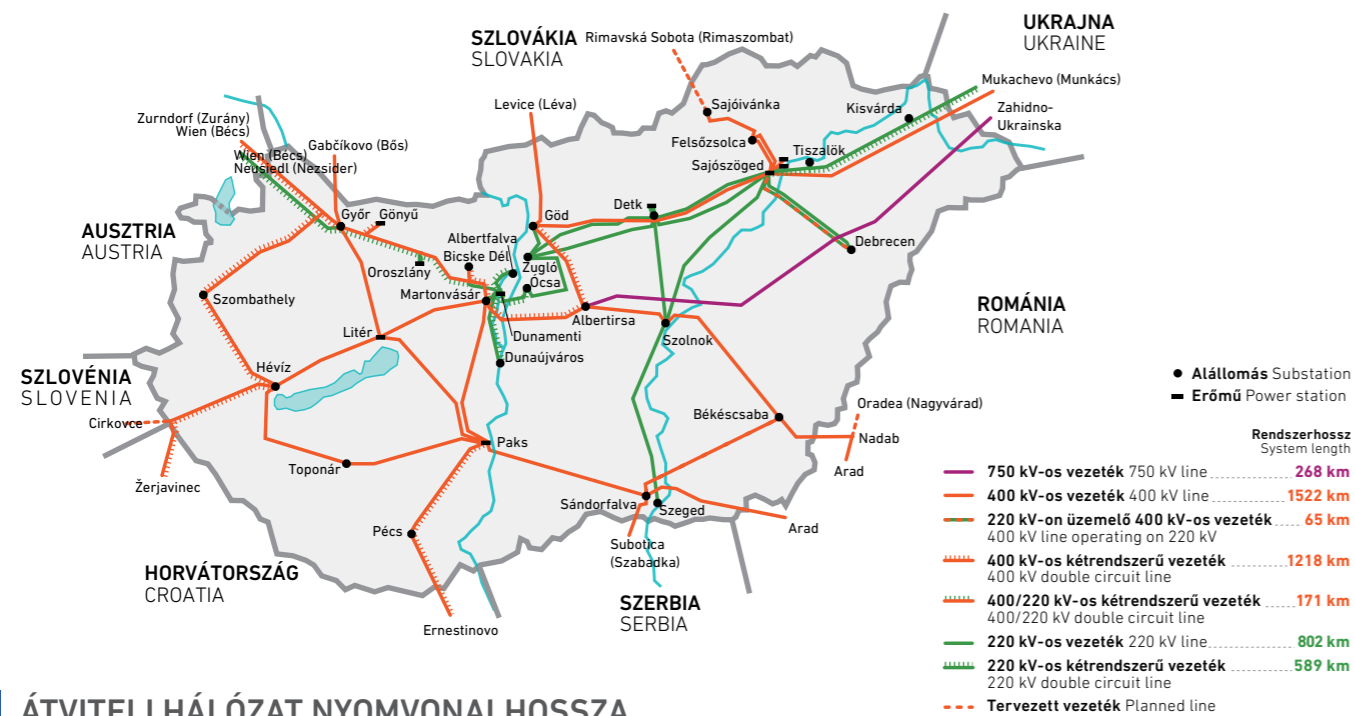 UKRAJNA
UKRAINE
SZLOVÁKIA
SLOVAKIA
Rimavská Sobota (Rimaszombat)
Mukachevo (Munkács)
Levice (Léva)
Sajóivánka
Kisvárda
Zahidno-
Ukrainska
Zurndorf (Zurány)
Wien (Bécs)
Gabčíkovo (Bős)
Felsőzsolca
Tiszalök
Wien (Bécs)
Neusiedl (Nezsider)
Sajószöged
Győr
Gönyű
Göd
Detk
AUSZTRIA
AUSTRIA
Albertfalva
Bicske Dél
Zugló
Debrecen
Oroszlány
Ócsa
Szombathely
Martonvásár
Albertirsa
ROMÁNIA
ROMANIA
Litér
Dunamenti
Szolnok
Dunaújváros
Hévíz
SZLOVÉNIA
SLOVENIA
Cirkovce
Békéscsaba
Oradea (Nagyvárad)
Nadab
Paks
Arad
Toponár
Žerjavinec
Sándorfalva
Szeged
Arad
Pécs
Subotica
(Szabadka)
HORVÁTORSZÁG
CROATIA
SZERBIA
SERBIA
Ernestinovo
Alállomás Substation
Erőmű Power station
Rendszerhossz
System length
750 kV-os vezeték 750 kV line 268 km
400 kV-os vezeték 400 kV line 1522 km
220 kV-on üzemelő 400 kV-os vezeték 65 km
400 kV line operating on 220 kV
400 kV-os kétrendszerű vezeték 1218 km
400 kV double circuit line
400/220 kV-os kétrendszerű vezeték 171 km
400/220 kV double circuit line
220 kV-os vezeték 220 kV line 802 km
220 kV-os kétrendszerű vezeték 589 km
220 kV double circuit line
Tervezett vezeték Planned line
ÁTVITELI HÁLÓZAT NYOMVONALHOSSZA